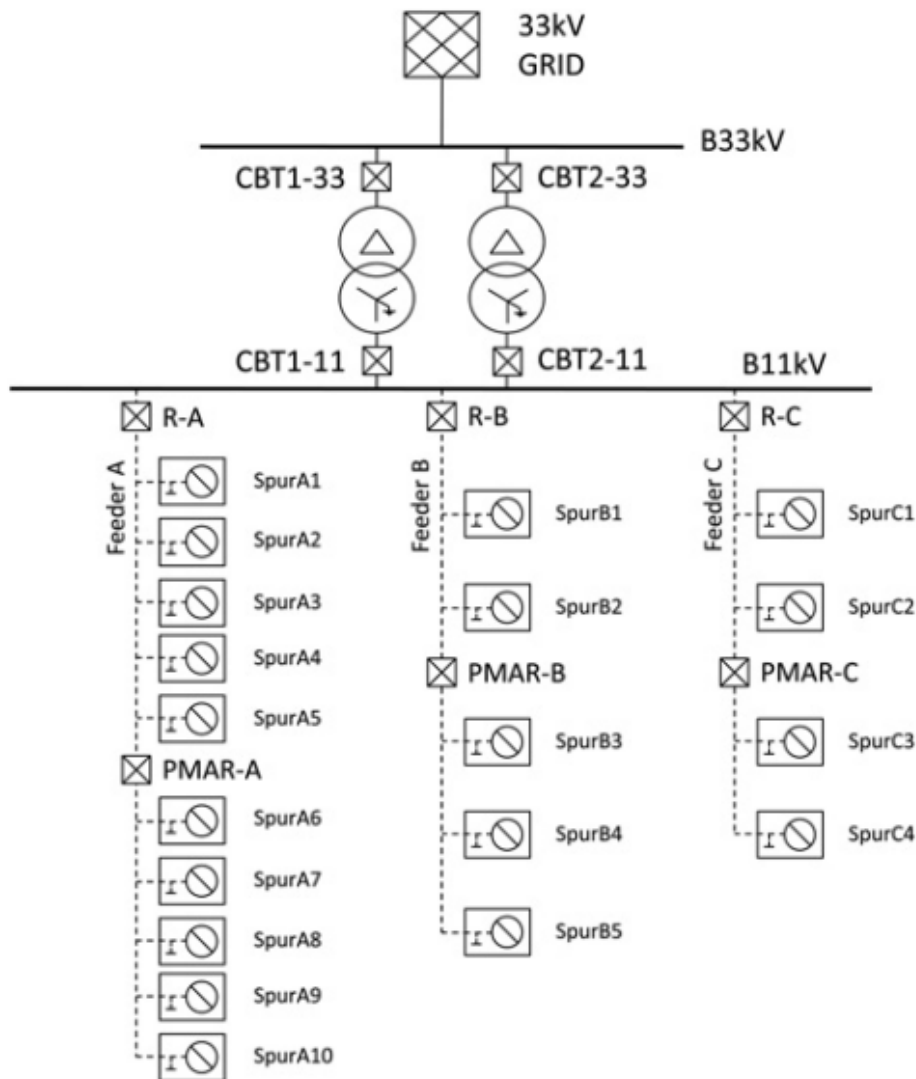 33kV
GRID
B33kV
CBT1-33
CBT2-33
CBT1-11
CBT2-11
B11kV
R-A
R-B
R-C
Feeder A
SpurA1
SpurA2
SpurA3
SpurA4
SpurA5
PMAR-A
SpurA6
SpurA7
SpurA8
SpurA9
SpurA10
Feeder B
SpurB1
SpurB2
PMAR-B
SpurB3
SpurB4
SpurB5
Feeder C
SpurC1
SpurC2
PMAR-C
SpurC3
SpurC4